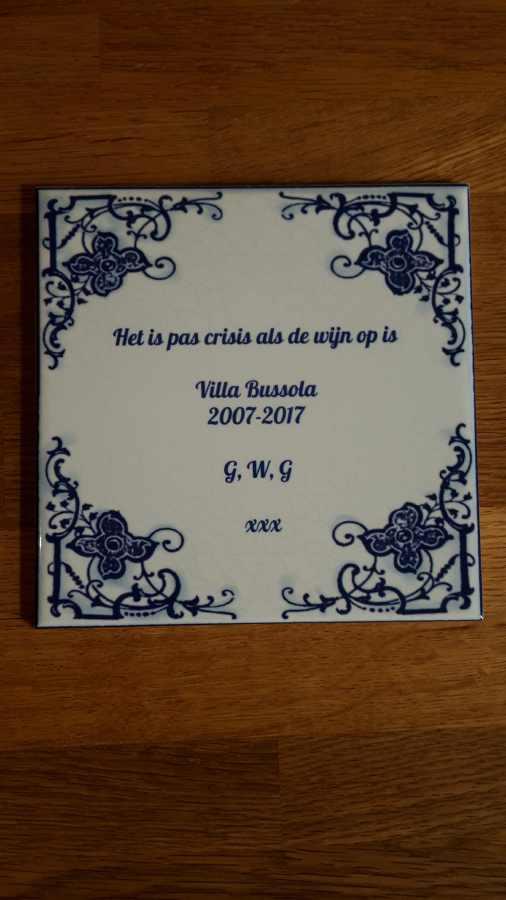 Het is pas crisis als de wijn op is
Villa Bussola
2007-2017
G, W, G
xxx